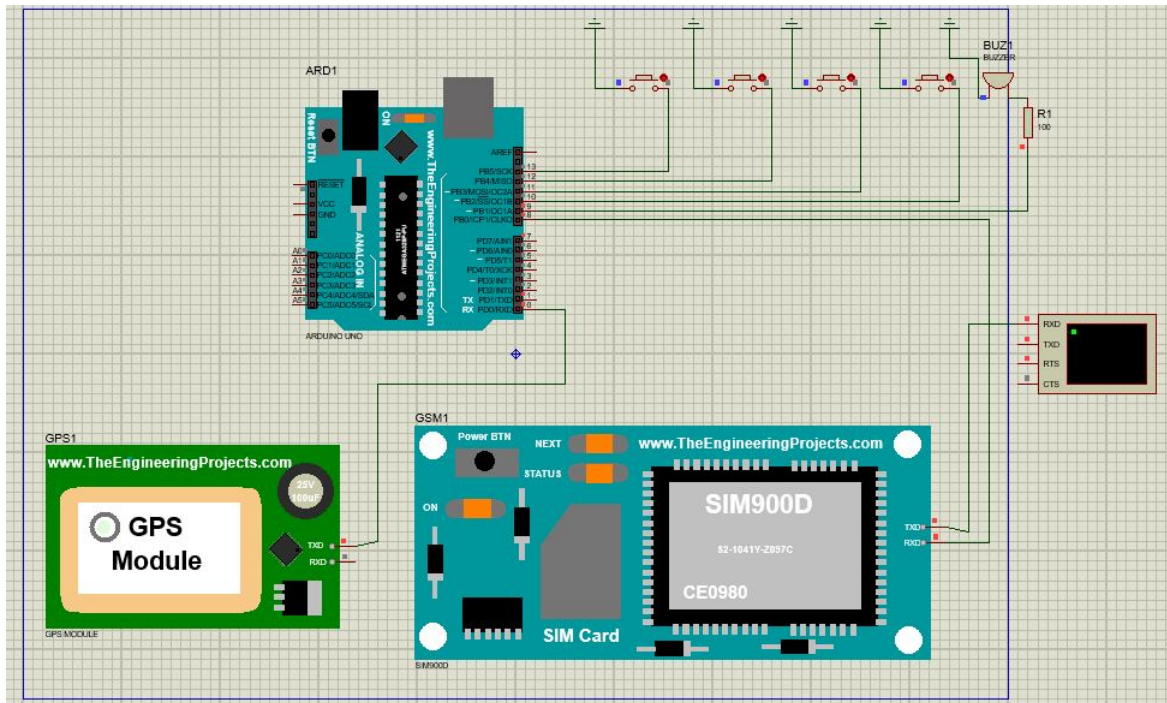 BUZ1
BUZZER
ARD1
R1
100
Reset BTN
ON
www.TheEngineeringProjects.com
ANALOG IN
RESET
VCC
GND
A0
A1
A2
A3
A4
A5
PC0/ADC0
PC1/ADC1
PC2/ADC2
PC3/ADC3
PC4/ADC4/SDA
PC5/ADC5/SCL
AREF
PB5/SCK 13
PB4/MISO 12
PB3/MOSI/OC2A 11
PB2/SS/OC1B 10
PB1/OC1A 9
PB0/ICP1/CLKO 8
PD7/AIN1 7
PD6/AIN0 6
PD5/T1 5
PD4/T0/XCK 4
PD3/INT1 3
PD2/INT0 2
TX PD1/TXD 1
RX PD0/RXD 0
ARDUINO UNO
RXD
TXD
RTS
CTS
GPS1
www.TheEngineeringProjects.com
25V
100uF
GPS
Module
TXD
RXD
GPS MODULE
GSM1
Power BTN
NEXT
www.TheEngineeringProjects.com
STATUS
ON
SIM900D
S2-1041Y-Z097C
CE0980
TXD
RXD
SIM Card
SIM900D